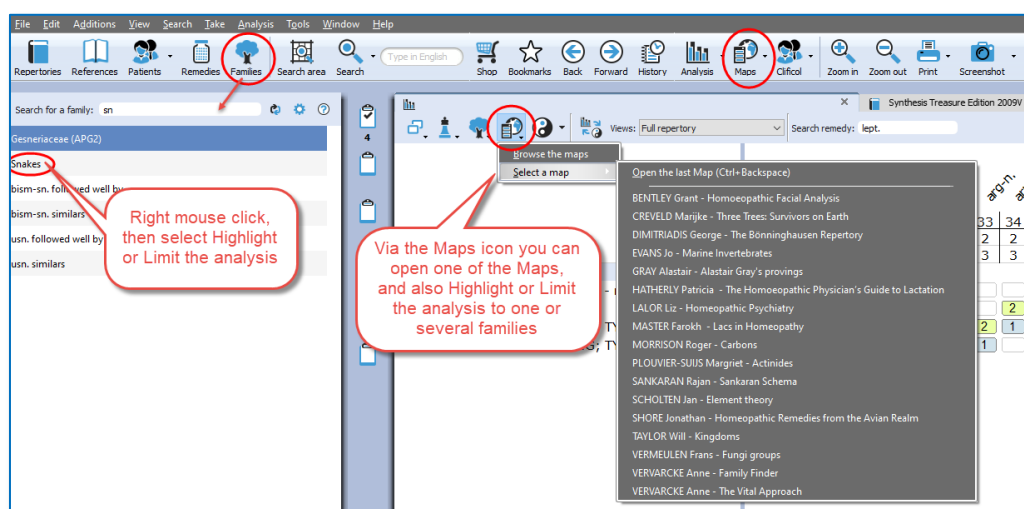 File Edit Additions View Search Take Analysis Tools Window Help
Type in English
Repertories References Patients Remedies Families Search area Search Shop Bookmarks Back Forward History Analysis Maps Clificol Zoom in Zoom out Print Screenshot
Search for a family: sn
Gesneriaceae (APG2)
Snakes
bism-sn. followed well by
bism-sn. similars
usn. followed well by
usn. similars
Right mouse click,
then select Highlight
or Limit the analysis
4
Synthesis Treasure Edition 2009V
Views: Full repertory
Search remedy: lept.
Browse the maps
Select a map
Via the Maps icon you can
open one of the Maps,
and also Highlight or Limit
the analysis to one or
several families
Open the last Map (Ctrl+Backspace)
BENTLEY Grant - Homoeopathic Facial Analysis
CREVELD Marijke - Three Trees: Survivors on Earth
DIMITRIADIS George - The Bönninghausen Repertory
EVANS Jo - Marine Invertebrates
GRAY Alastair - Alastair Gray's provings
HATHERLY Patricia - The Homoeopathic Physician's Guide to Lactation
LALOR Liz - Homeopathic Psychiatry
MASTER Farokh - Lacs in Homeopathy
MORRISON Roger - Carbons
PLOUVIER-SUIJS Margriet - Actinides
SANKARAN Rajan - Sankaran Schema
SCHOLTEN Jan - Element theory
SHORE Jonathan - Homeopathic Remedies from the Avian Realm
TAYLOR Will - Kingdoms
VERMEULEN Frans - Fungi groups
VERVARCKE Anne - Family Finder
VERVARCKE Anne - The Vital Approach
arg-n.
33 34
2 2
3 3
2
2 1
1